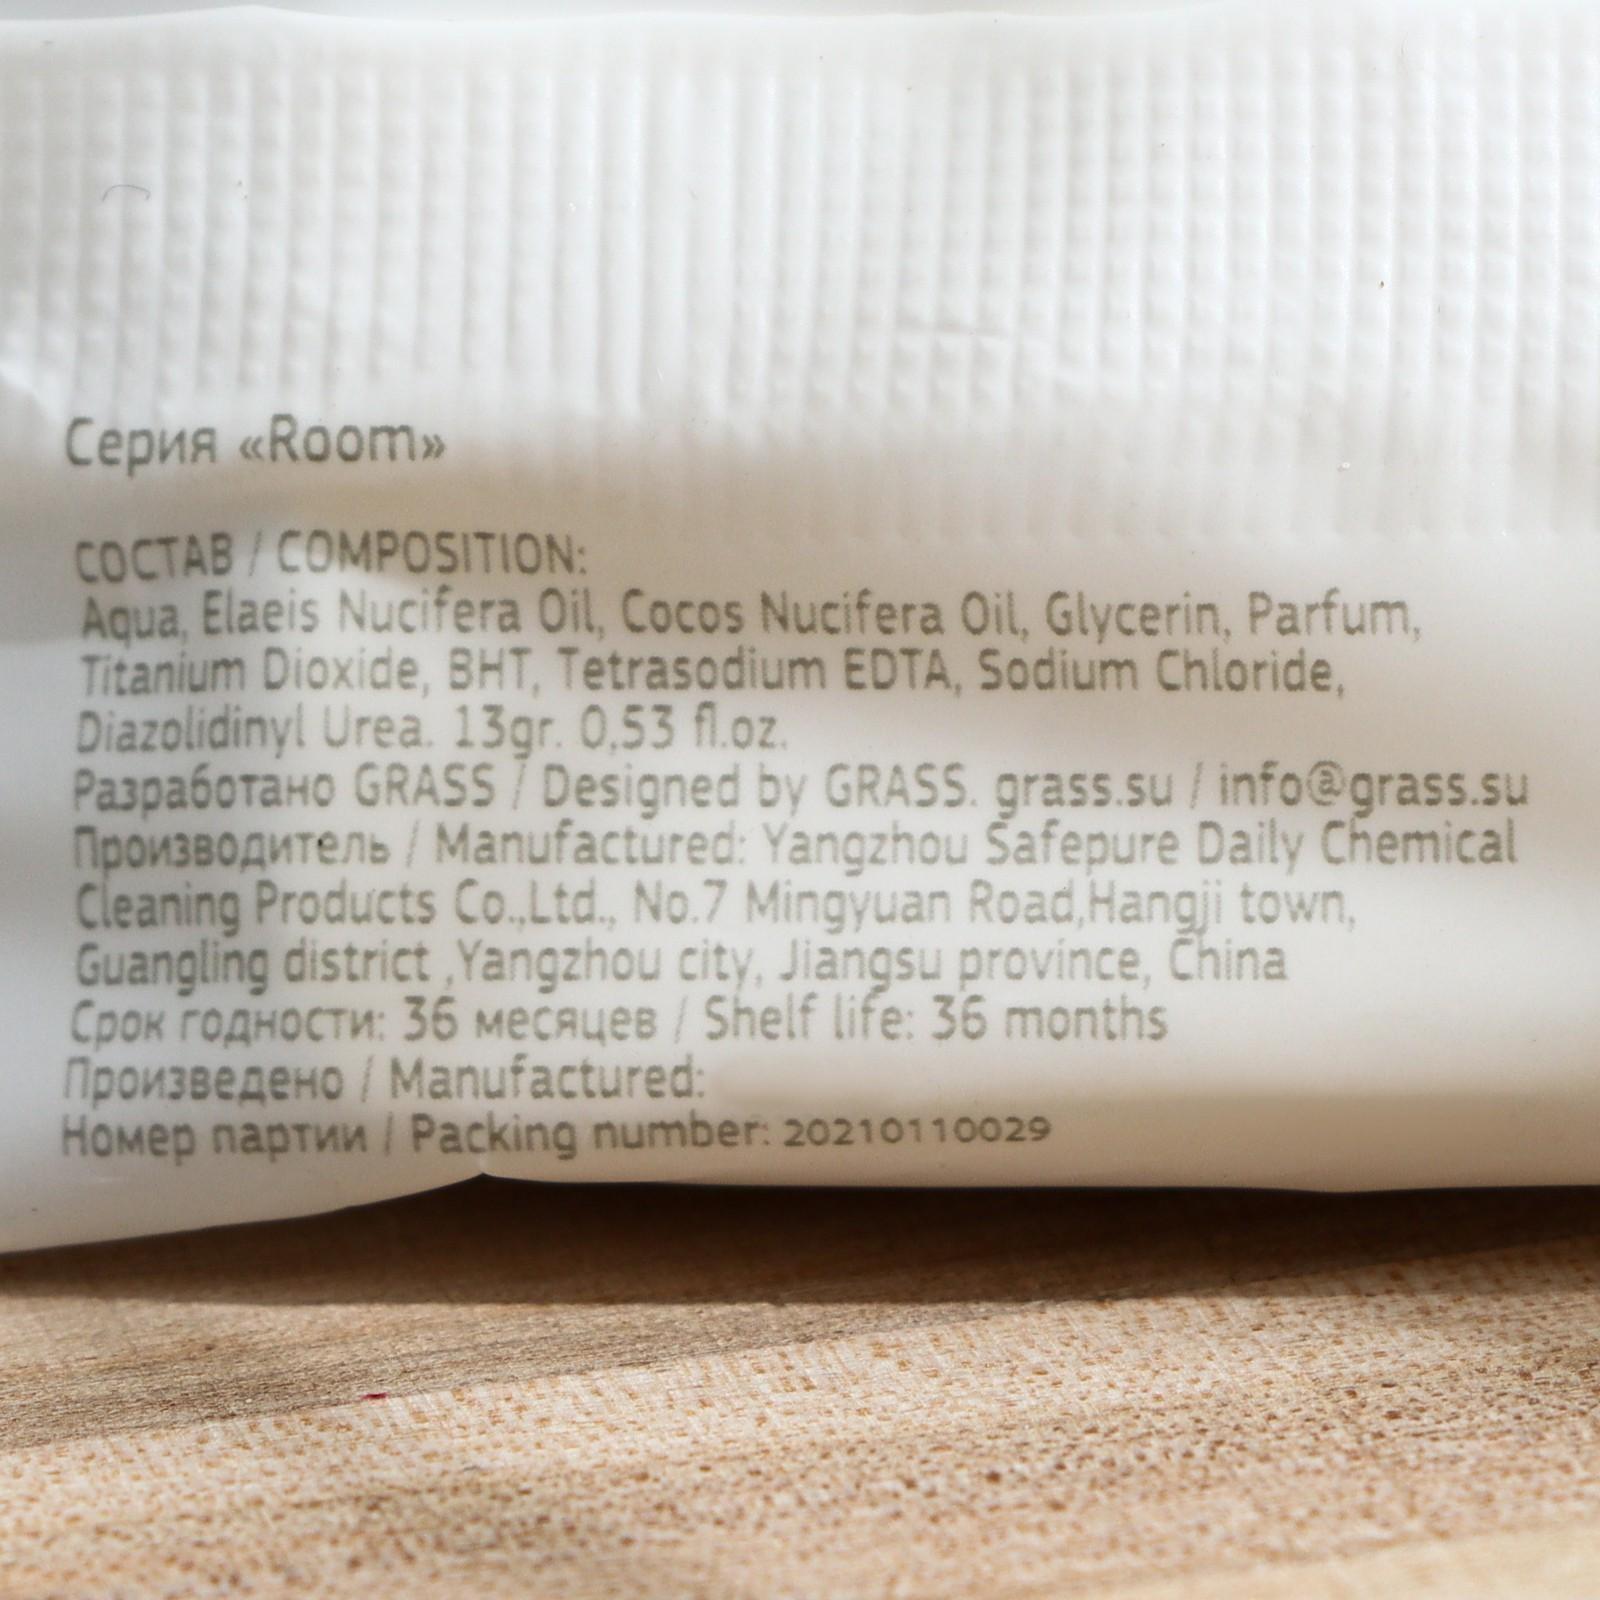 Серия «Room»
СОСТАВ / COMPOSITION:
Aqua, Elaeis Nucifera Oil, Cocos Nucifera Oil, Glycerin, Parfum,
Titanium Dioxide, BHT, Tetrasodium EDTA, Sodium Chloride,
Diazolidinyl Urea. 13gr. 0,53 fl.oz.
Разработано GRASS / Designed by GRASS. grass.su / info@grass.su
Производитель / Manufactured: Yangzhou Safepure Daily Chemical
Cleaning Products Co.,Ltd., No.7 Mingyuan Road,Hangji town,
Guangling district ,Yangzhou city, Jiangsu province, China
Срок годности: 36 месяцев / Shelf life: 36 months
Произведено / Manufactured:
Номер партии / Packing number: 20210110029